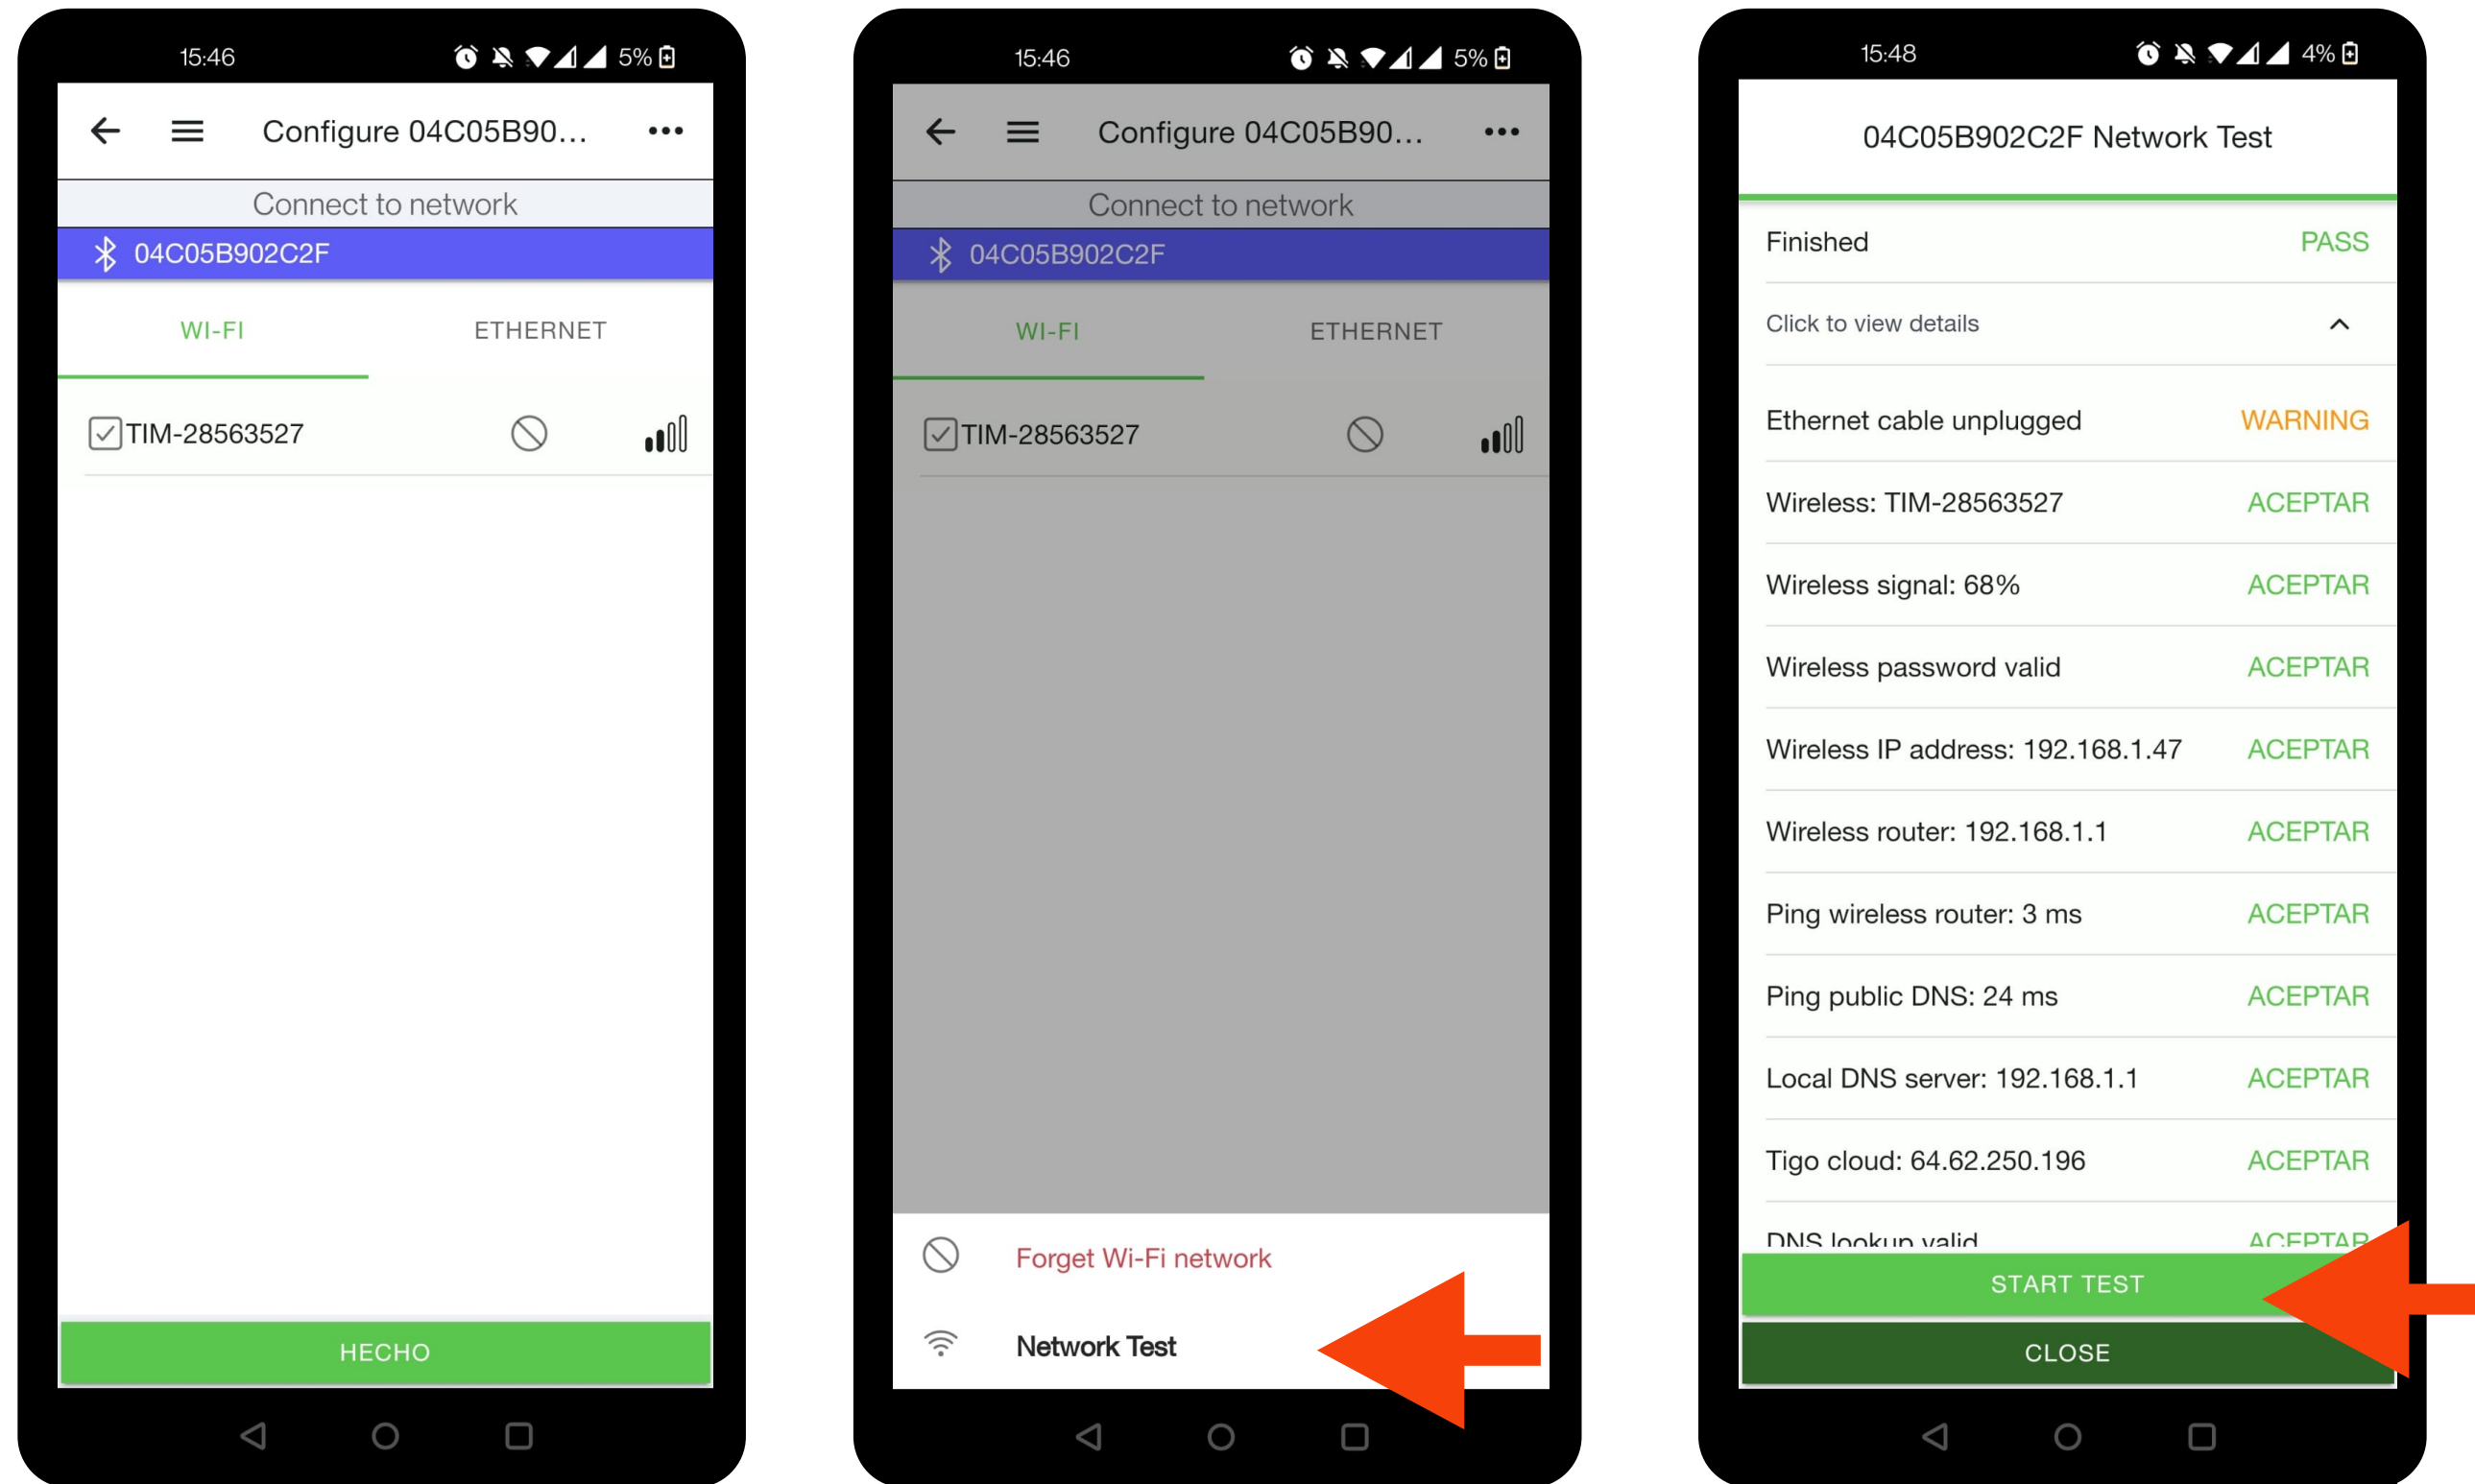 15:46
5%
Configure 04C05B90...
Connect to network
04C05B902C2F
WI-FI ETHERNET
TIM-28563527
HECHO
15:46
5%
Configure 04C05B90...
Connect to network
04C05B902C2F
WI-FI ETHERNET
TIM-28563527
Forget Wi-Fi network
Network Test
15:48
4%
04C05B902C2F Network Test
Finished PASS
Click to view details
Ethernet cable unplugged WARNING
Wireless: TIM-28563527 ACEPTAR
Wireless signal: 68% ACEPTAR
Wireless password valid ACEPTAR
Wireless IP address: 192.168.1.47 ACEPTAR
Wireless router: 192.168.1.1 ACEPTAR
Ping wireless router: 3 ms ACEPTAR
Ping public DNS: 24 ms ACEPTAR
Local DNS server: 192.168.1.1 ACEPTAR
Tigo cloud: 64.62.250.196 ACEPTAR
DNS lookup valid ACEPTAR
START TEST
CLOSE